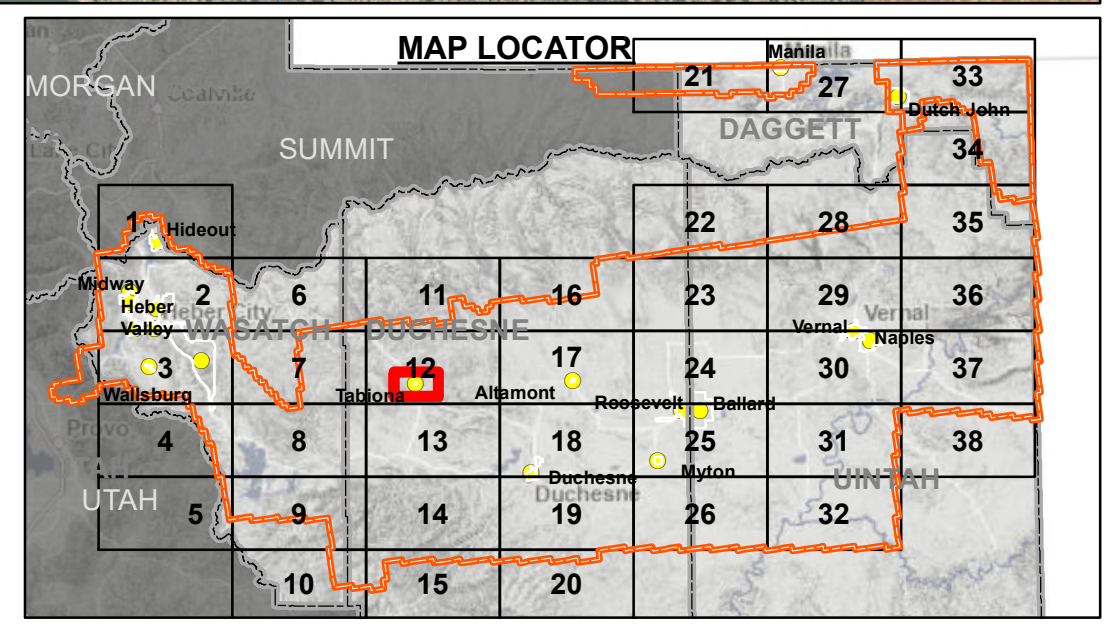 MAP LOCATOR
Manila
Manila
21
27
33
MORGAN
Coalville
Dutch John
DAGGETT
SUMMIT
34
1
Hideout
22
28
35
Midway
2
6
11
16
23
29
36
Heber
Valley
Heber City
Vernal
Vernal
Naples
WASATCH
DUCHESNE
3
7
12
17
24
30
37
Wallsburg
Tabiona
Altamont
Roosevelt
Ballard
Provo
4
8
13
18
25
31
38
Duchesne
Duchesne
Myton
UINTAH
UTAH
5
9
14
19
26
32
10
15
20